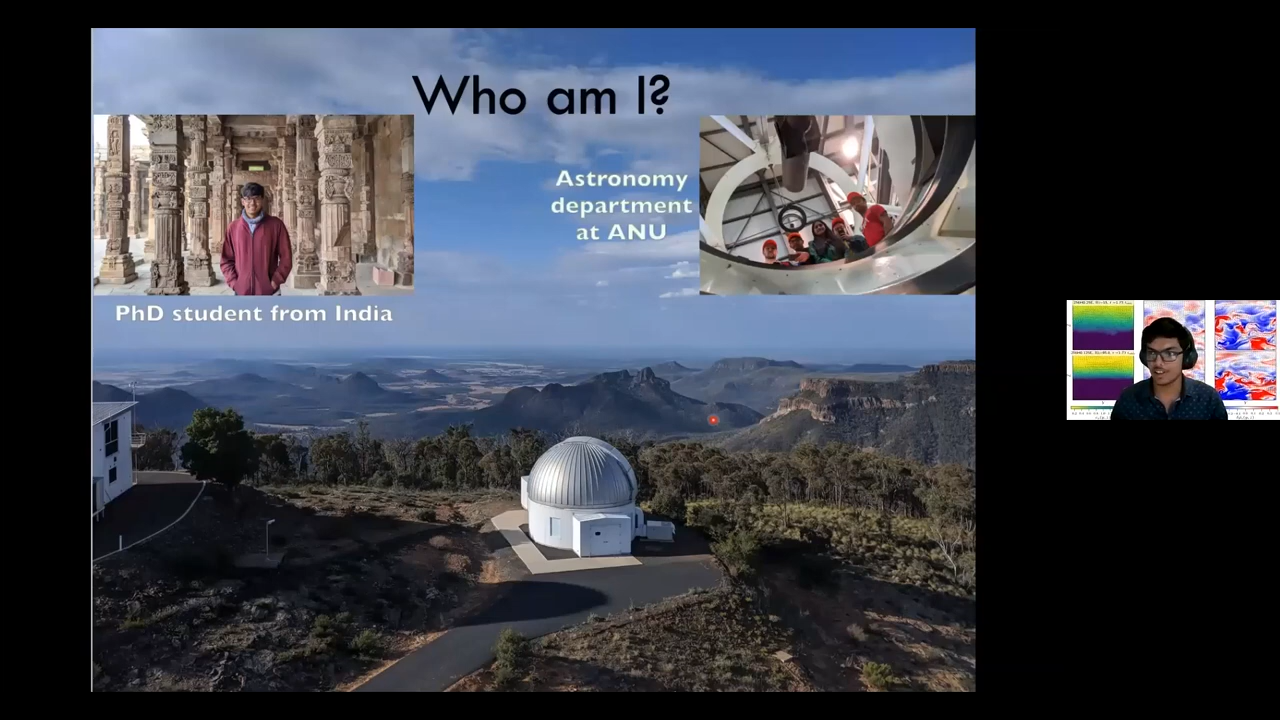 Who am I?
Astronomy
department
at ANU
PhD student from India